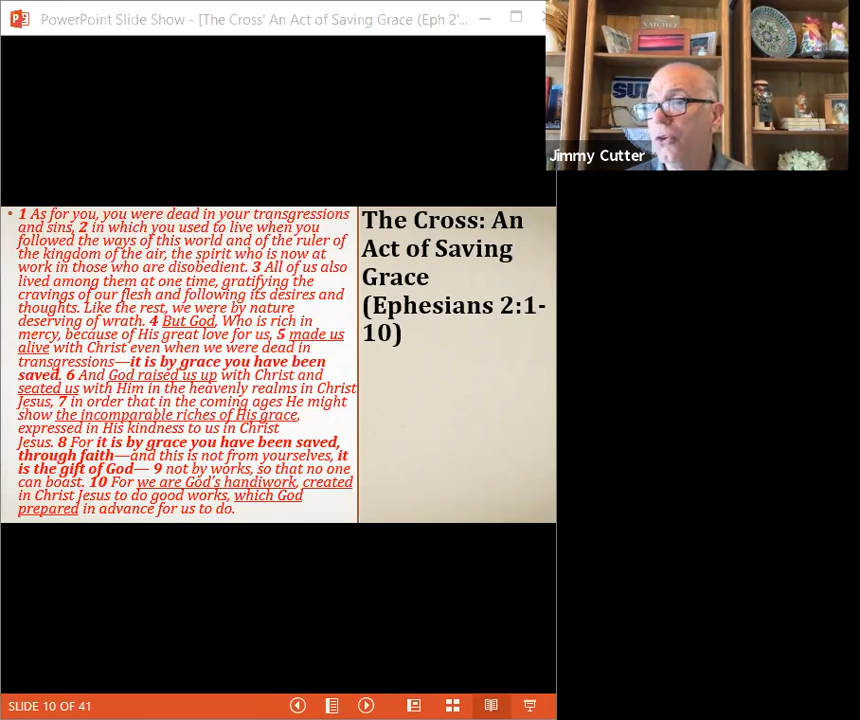 PowerPoint Slide Show - [The Cross' An Act of Saving Grace (Eph 2'...
SUP
Jimmy Cutter
• 1 As for you, you were dead in your transgressions
and sins, 2 in which you used to live when you
followed the ways of this world and of the ruler of
the kingdom of the air, the spirit who is now at
work in those who are disobedient. 3 All of us also
lived among them at one time, gratifying the
cravings of our flesh and following its desires and
thoughts. Like the rest, we were by nature
deserving of wrath. 4 But God, Who is rich in
mercy, because of His great love for us, 5 made us
alive with Christ even when we were dead in
transgressions—it is by grace you have been
saved. 6 And God raised us up with Christ and
seated us with Him in the heavenly realms in Christ
Jesus, 7 in order that in the coming ages He might
show the incomparable riches of His grace,
expressed in His kindness to us in Christ
Jesus. 8 For it is by grace you have been saved,
through faith—and this is not from yourselves, it
is the gift of God— 9 not by works, so that no one
can boast. 10 For we are God's handiwork, created
in Christ Jesus to do good works, which God
prepared in advance for us to do.
The Cross: An
Act of Saving
Grace
(Ephesians 2:1-
10)
SLIDE 10 OF 41